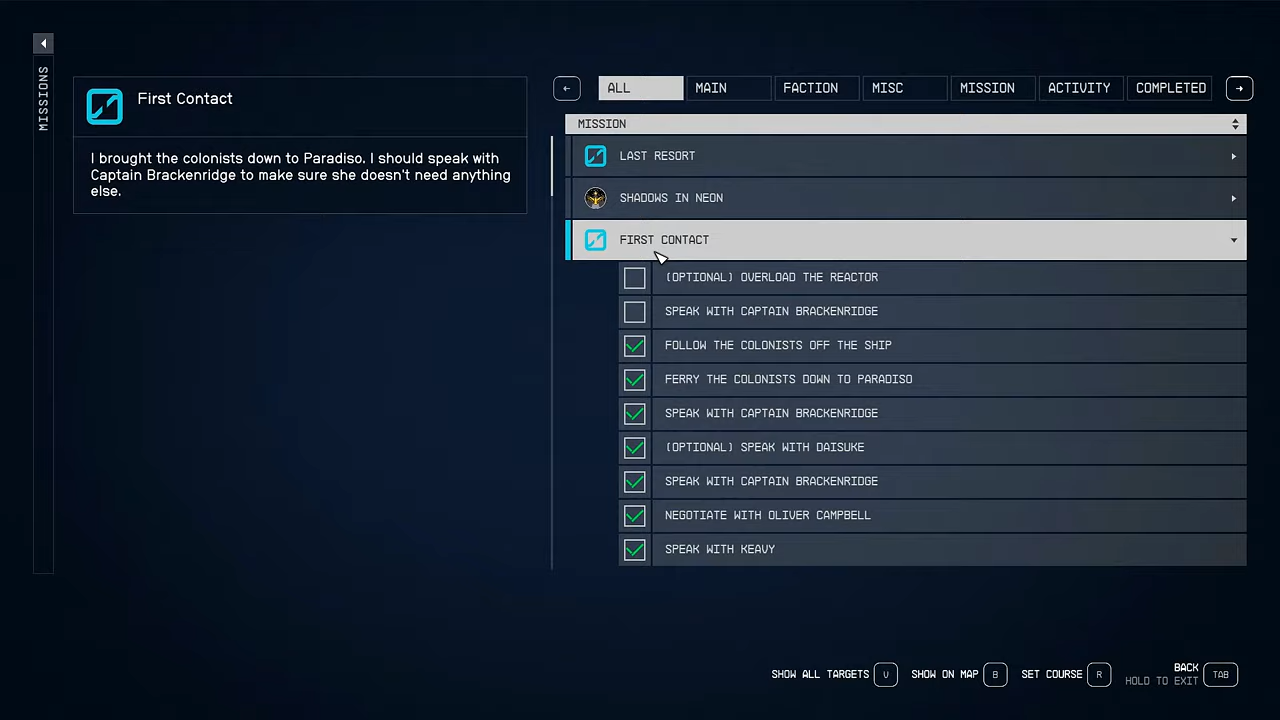 MISSIONS
First Contact
I brought the colonists down to Paradiso. I should speak with
Captain Brackenridge to make sure she doesn't need anything
else.
ALL
MAIN
FACTION
MISC
MISSION
ACTIVITY
COMPLETED
MISSION
LAST RESORT
SHADOWS IN NEON
FIRST CONTACT
(OPTIONAL) OVERLOAD THE REACTOR
SPEAK WITH CAPTAIN BRACKENRIDGE
FOLLOW THE COLONISTS OFF THE SHIP
FERRY THE COLONISTS DOWN TO PARADISO
SPEAK WITH CAPTAIN BRACKENRIDGE
(OPTIONAL) SPEAK WITH DAISUKE
SPEAK WITH CAPTAIN BRACKENRIDGE
NEGOTIATE WITH OLIVER CAMPBELL
SPEAK WITH KEAVY
SHOW ALL TARGETS V
SHOW ON MAP B
SET COURSE R
BACK
HOLD TO EXIT TAB